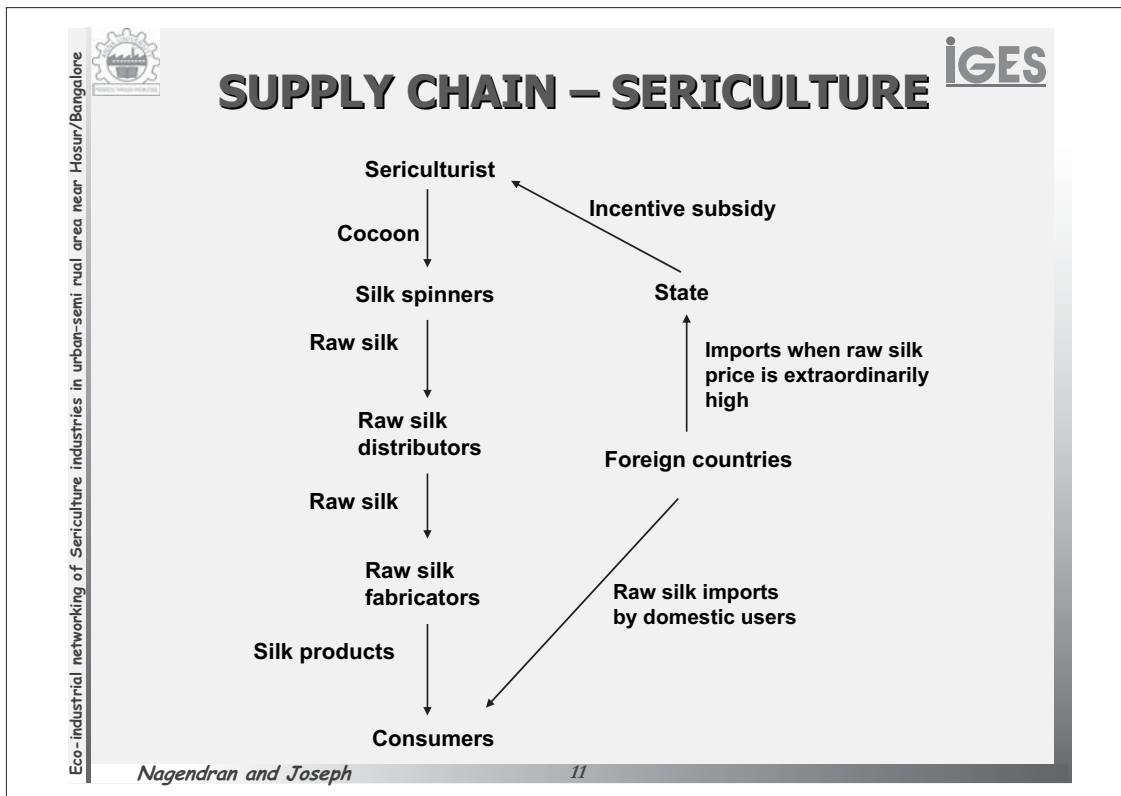 Eco-industrial networking of Sericulture industries in urban-semi rual area near Hosur/Bangalore
IGES
SUPPLY CHAIN – SERICULTURE
Sericulturist
Incentive subsidy
Cocoon
Silk spinners
State
Raw silk
Imports when raw silk
price is extraordinarily
high
Raw silk
distributors
Foreign countries
Raw silk
Raw silk
fabricators
Raw silk imports
by domestic users
Silk products
Consumers
Nagendran and Joseph
11